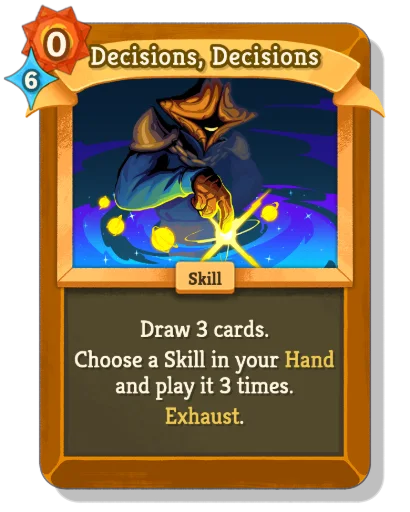 0
6
Decisions, Decisions
Skill
Draw 3 cards.
Choose a Skill in your Hand
and play it 3 times.
Exhaust.